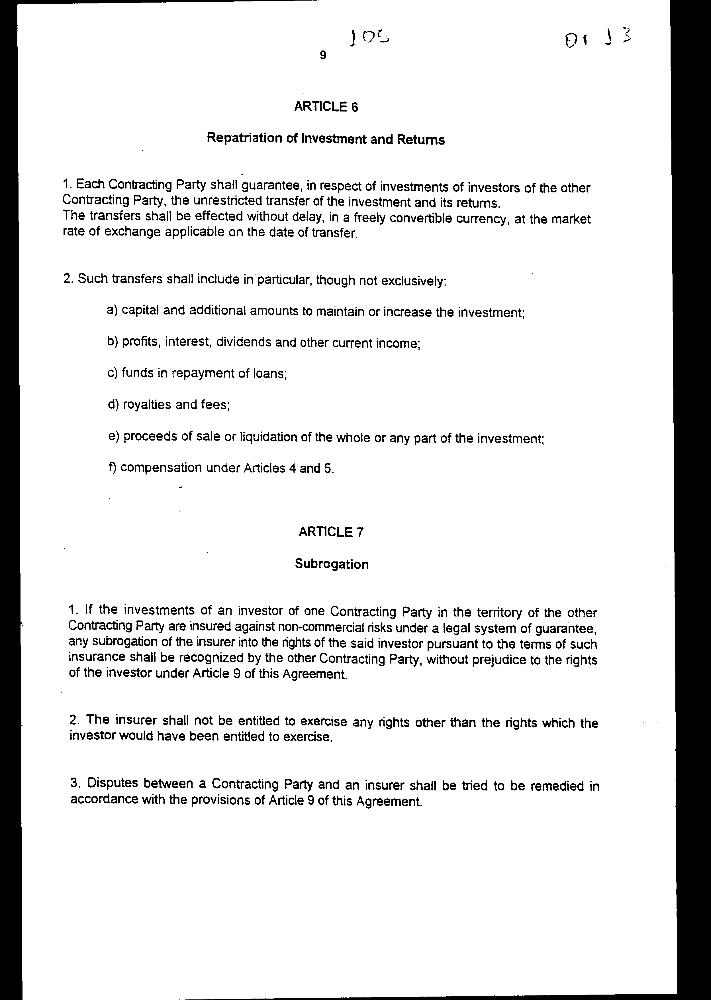 105
9
ARTICLE 6
Repatriation of Investment and Returns
1. Each Contracting Party shall guarantee, in respect of investments of investors of the other
Contracting Party, the unrestricted transfer of the investment and its returns.
The transfers shall be effected without delay, in a freely convertible currency, at the market
rate of exchange applicable on the date of transfer.
2. Such transfers shall include in particular, though not exclusively:
a) capital and additional amounts to maintain or increase the investment;
b) profits, interest, dividends and other current income;
c) funds in repayment of loans;
d) royalties and fees;
e) proceeds of sale or liquidation of the whole or any part of the investment;
f) compensation under Articles 4 and 5.
ARTICLE 7
Subrogation
1. If the investments of an investor of one Contracting Party in the territory of the other
Contracting Party are insured against non-commercial risks under a legal system of guarantee,
any subrogation of the insurer into the rights of the said investor pursuant to the terms of such
insurance shall be recognized by the other Contracting Party, without prejudice to the rights
of the investor under Article 9 of this Agreement.
2. The insurer shall not be entitled to exercise any rights other than the rights which the
investor would have been entitled to exercise.
3. Disputes between a Contracting Party and an insurer shall be tried to be remedied in
accordance with the provisions of Article 9 of this Agreement.